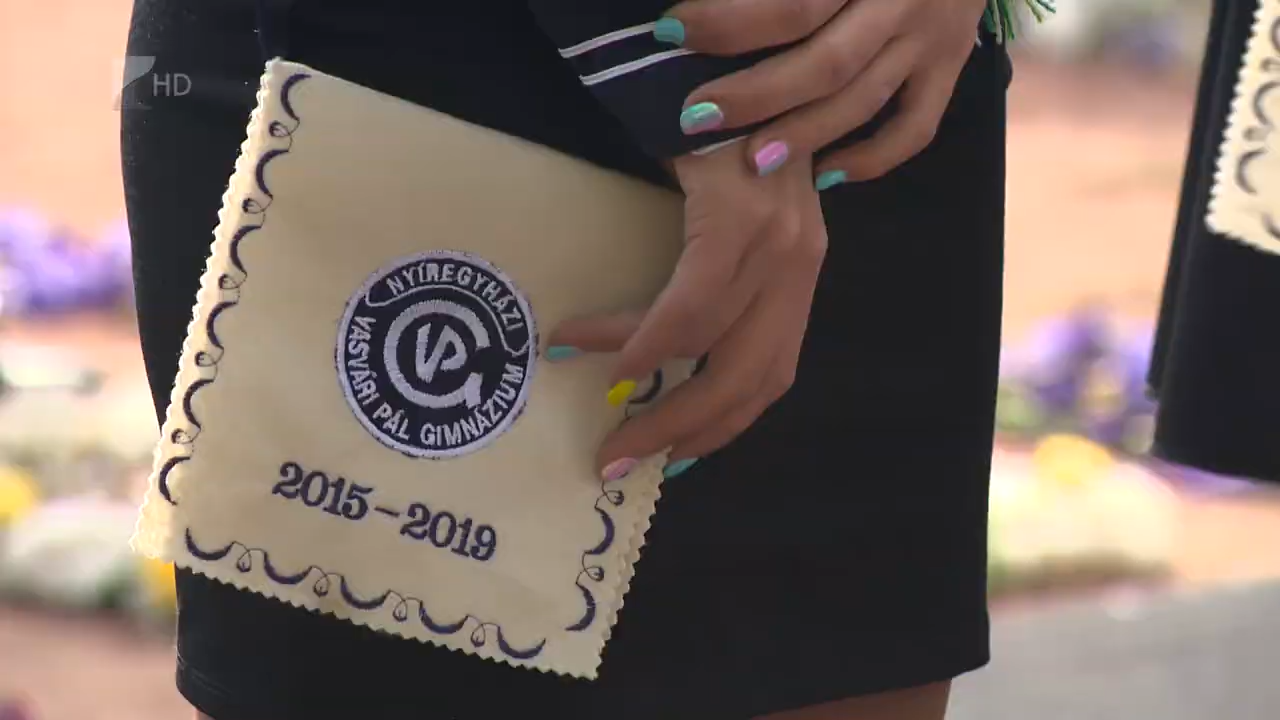 HD
NYÍREGYHÁZI
VASVÁRI PÁL GIMNÁZIUM
VP
2015-2019